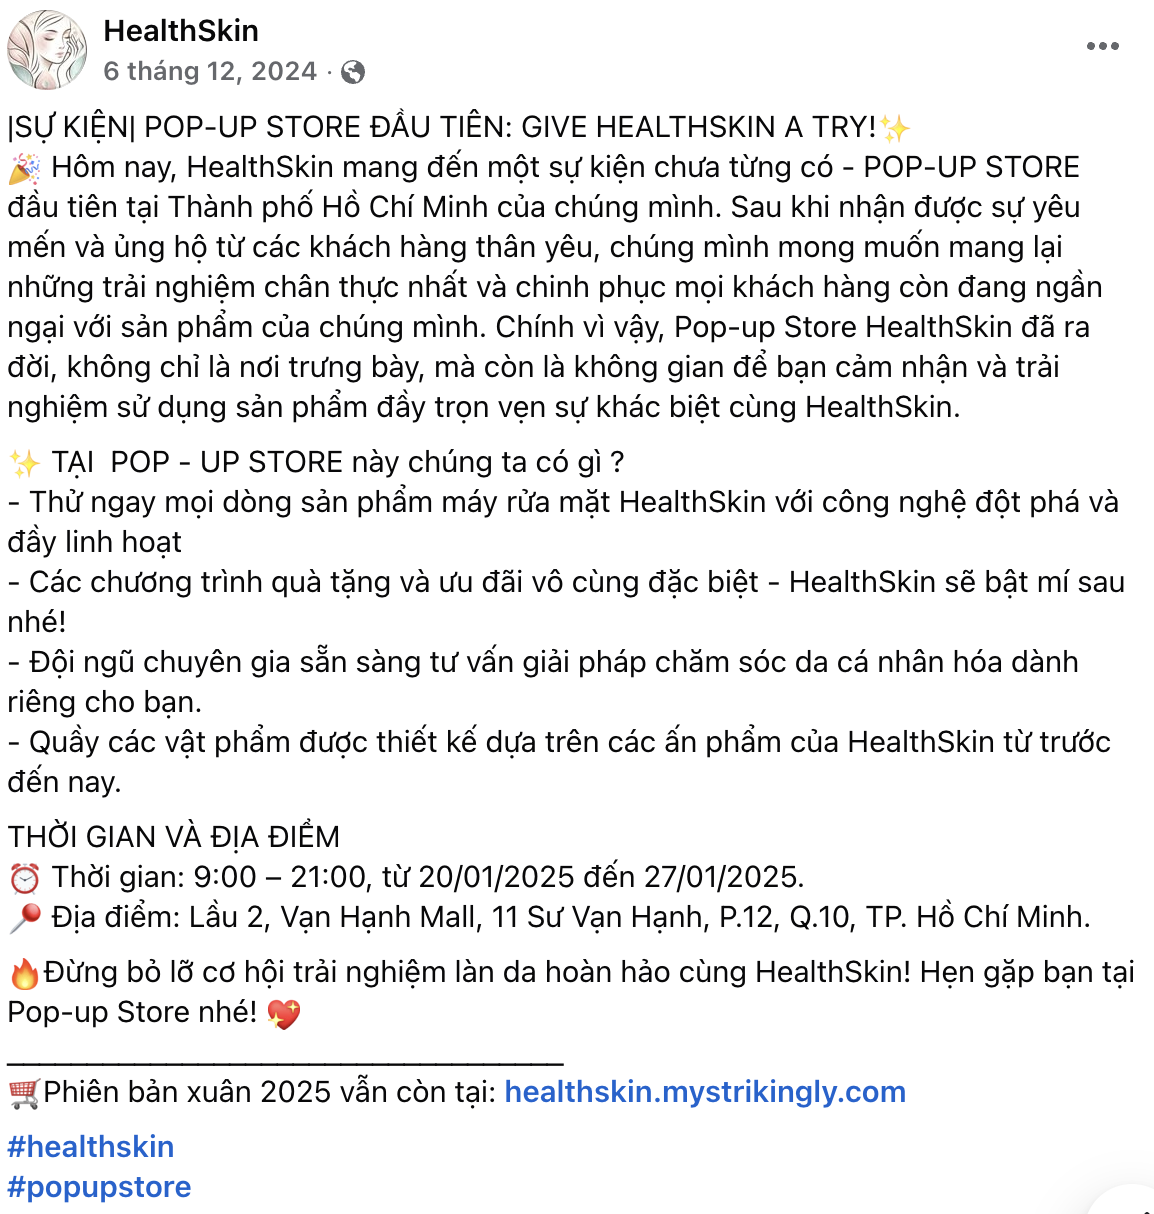 HealthSkin
6 tháng 12, 2024 ·
|SỰ KIỆN| POP-UP STORE ĐẦU TIÊN: GIVE HEALTHSKIN A TRY!✨
🎉 Hôm nay, HealthSkin mang đến một sự kiện chưa từng có - POP-UP STORE
đầu tiên tại Thành phố Hồ Chí Minh của chúng mình. Sau khi nhận được sự yêu
mến và ủng hộ từ các khách hàng thân yêu, chúng mình mong muốn mang lại
những trải nghiệm chân thực nhất và chinh phục mọi khách hàng còn đang ngần
ngại với sản phẩm của chúng mình. Chính vì vậy, Pop-up Store HealthSkin đã ra
đời, không chỉ là nơi trưng bày, mà còn là không gian để bạn cảm nhận và trải
nghiệm sử dụng sản phẩm đầy trọn vẹn sự khác biệt cùng HealthSkin.
✨ TẠI  POP - UP STORE này chúng ta có gì ?
- Thử ngay mọi dòng sản phẩm máy rửa mặt HealthSkin với công nghệ đột phá và
đầy linh hoạt
- Các chương trình quà tặng và ưu đãi vô cùng đặc biệt - HealthSkin sẽ bật mí sau
nhé!
- Đội ngũ chuyên gia sẵn sàng tư vấn giải pháp chăm sóc da cá nhân hóa dành
riêng cho bạn.
- Quầy các vật phẩm được thiết kế dựa trên các ấn phẩm của HealthSkin từ trước
đến nay.
THỜI GIAN VÀ ĐỊA ĐIỂM
⏰ Thời gian: 9:00 – 21:00, từ 20/01/2025 đến 27/01/2025.
📍 Địa điểm: Lầu 2, Vạn Hạnh Mall, 11 Sư Vạn Hạnh, P.12, Q.10, TP. Hồ Chí Minh.
🔥Đừng bỏ lỡ cơ hội trải nghiệm làn da hoàn hảo cùng HealthSkin! Hẹn gặp bạn tại
Pop-up Store nhé! 💖
___________________________________
🛒Phiên bản xuân 2025 vẫn còn tại: healthskin.mystrikingly.com
#healthskin
#popupstore